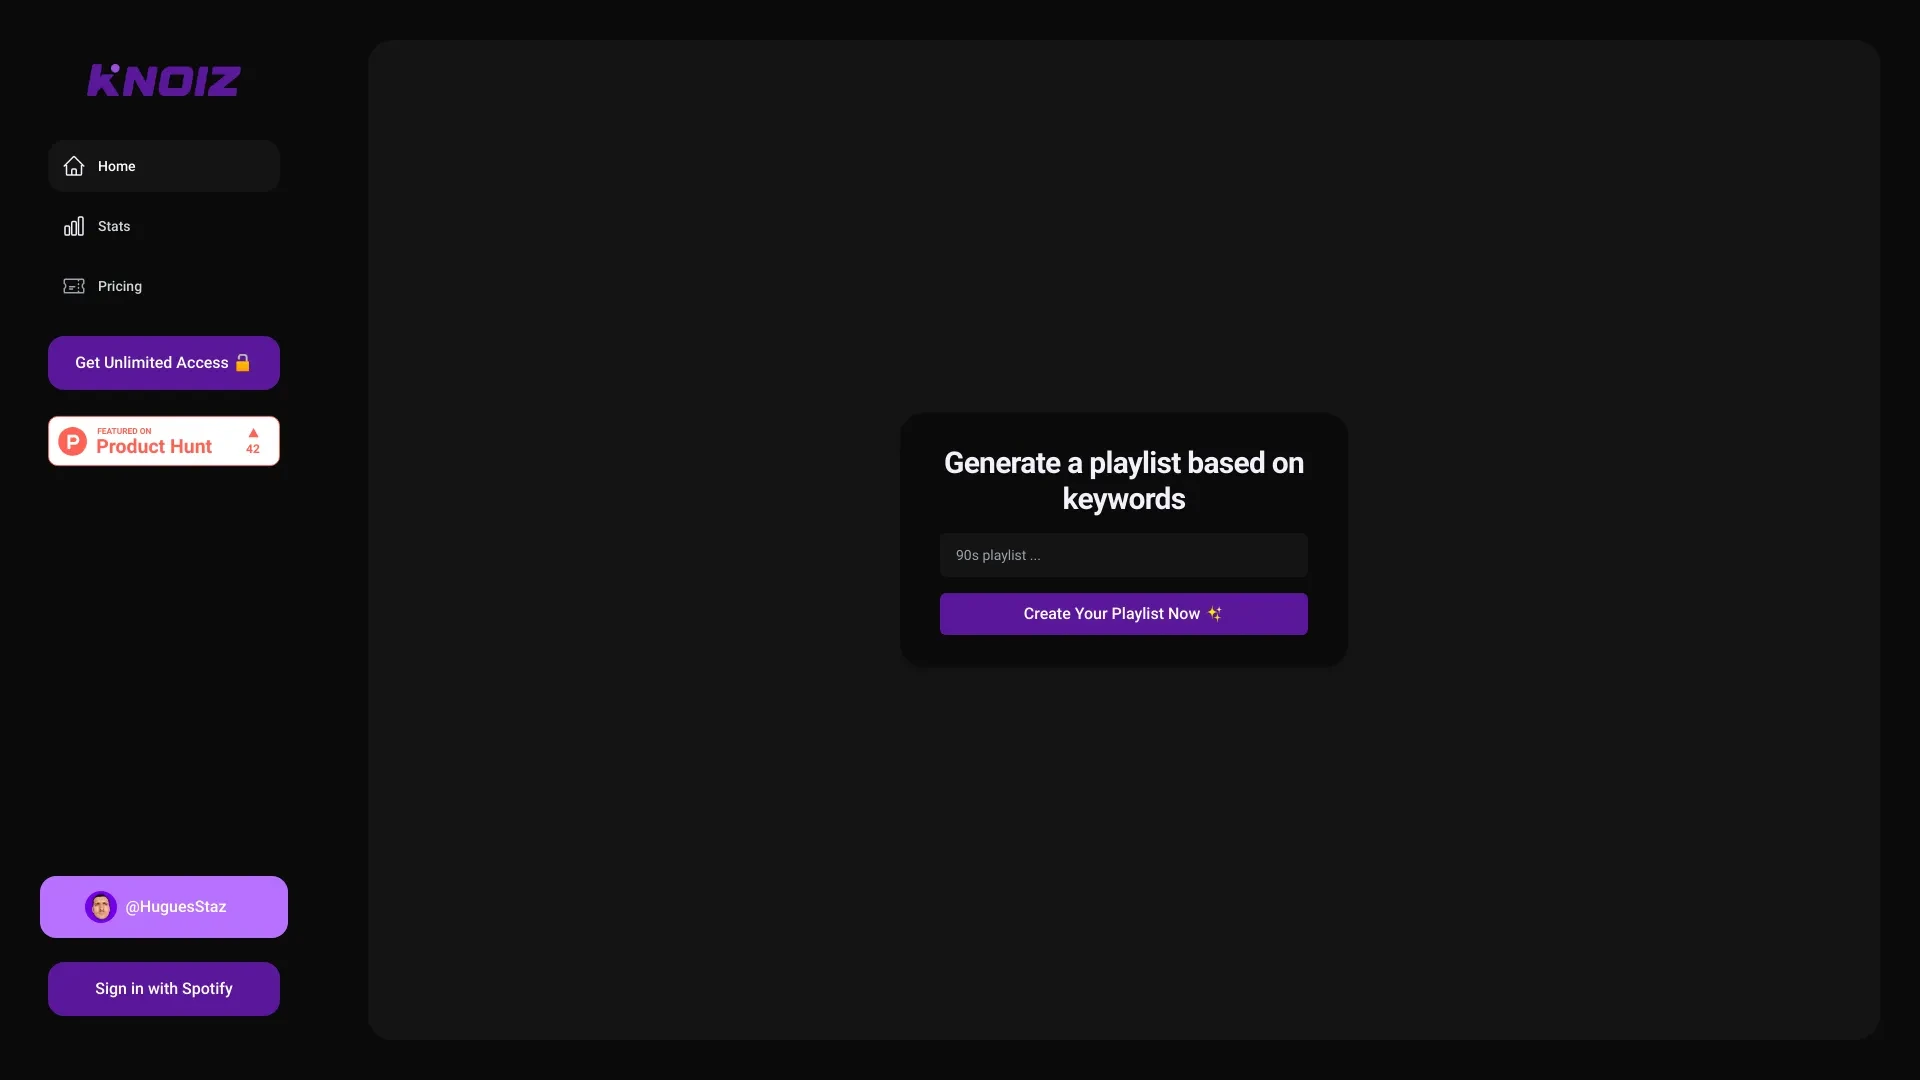 KNOIZ
Home
Stats
Pricing
Get Unlimited Access
FEATURED ON
Product Hunt
42
Generate a playlist based on
keywords
90s playlist ...
Create Your Playlist Now
@HuguesStaz
Sign in with Spotify